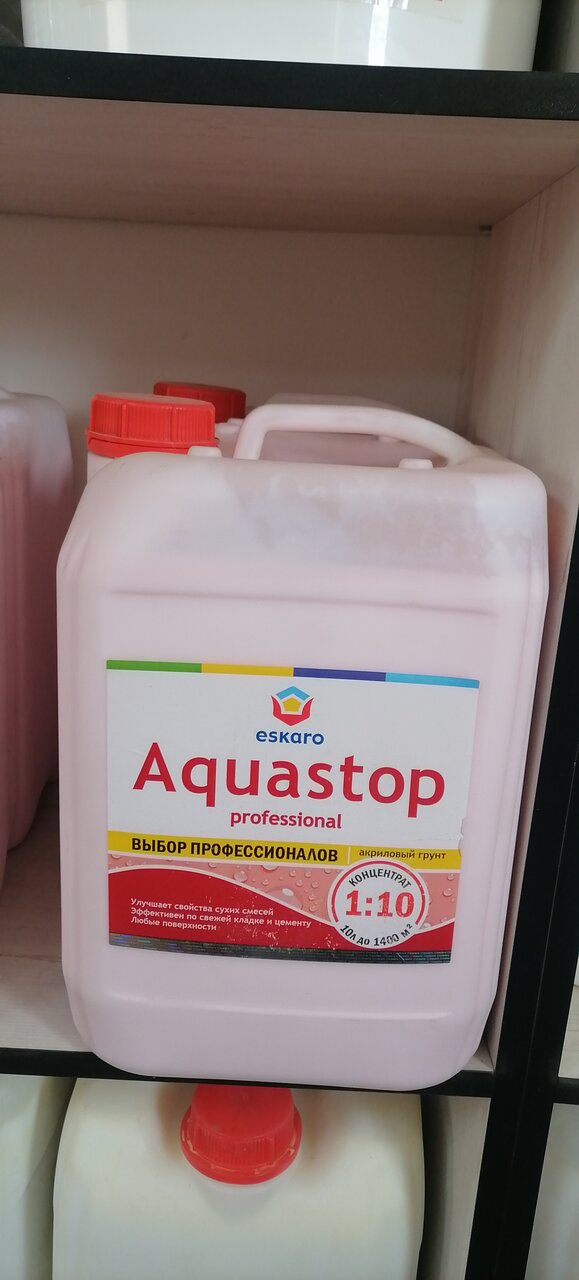 eskaro
Aquastop
professional
ВЫБОР ПРОФЕССИОНАЛОВ
акриловый грунт
Улучшает свойства сухих смесей
Эффективен по свежей кладке и цементу
Любые поверхности
КОНЦЕНТРАТ
1:10
10л до 1400 м²